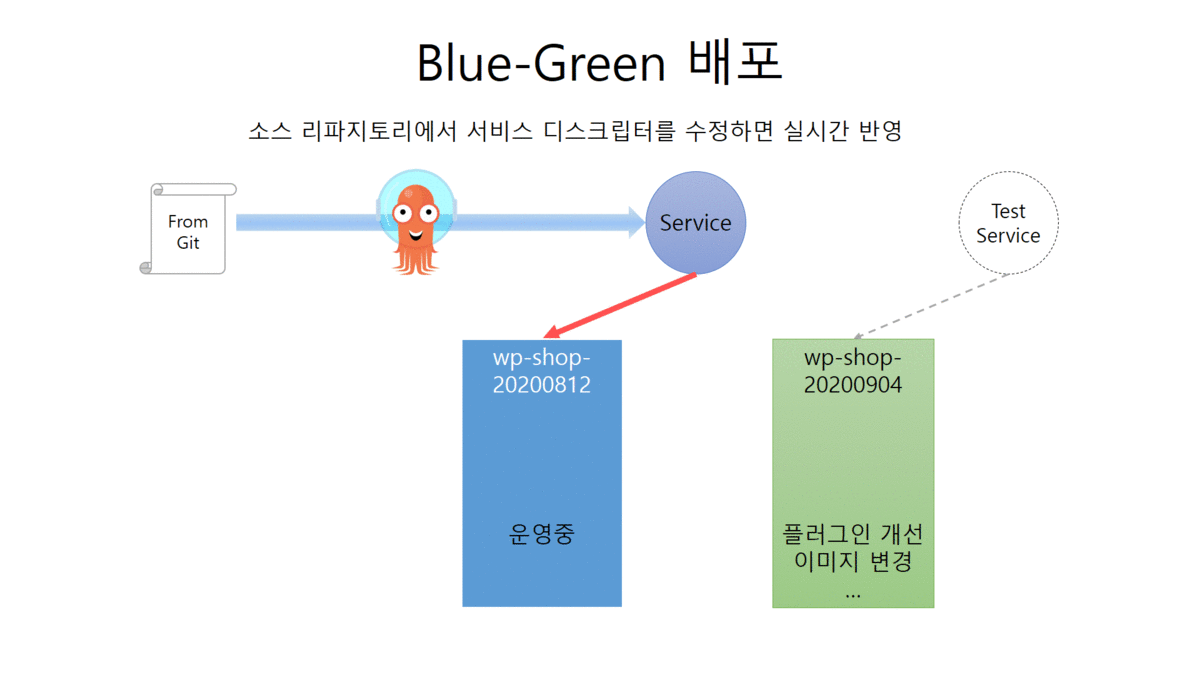 Blue-Green 배포
소스 리파지토리에서 서비스 디스크립터를 수정하면 실시간 반영
From
Git
Service
Test
Service
wp-shop-
20200812
운영중
wp-shop-
20200904
플러그인 개선
이미지 변경
...